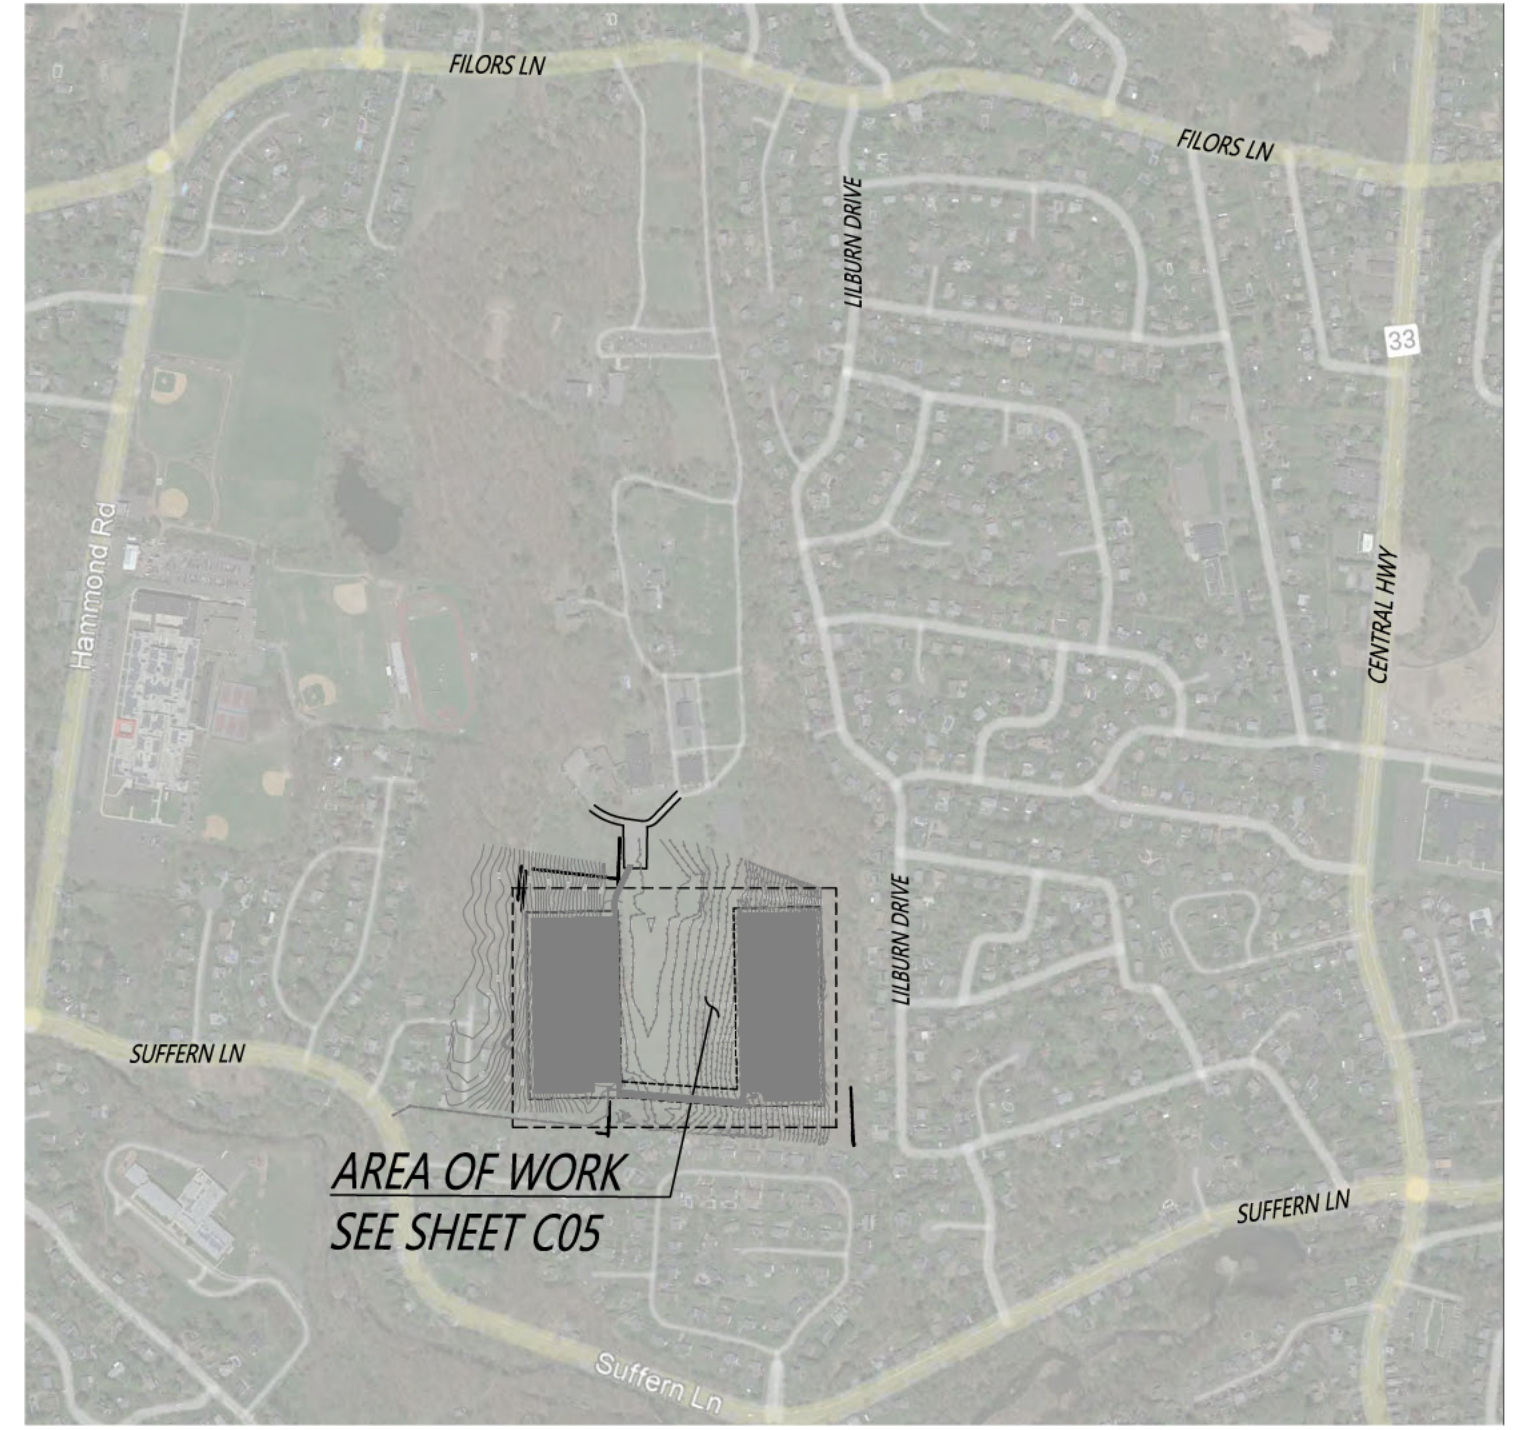 FILORS LN
FILORS LN
LILBURN DRIVE
33
Hammond Rd
CENTRAL HWY
LILBURN DRIVE
SUFFERN LN
AREA OF WORK
SEE SHEET C05
SUFFERN LN
Suffern Ln